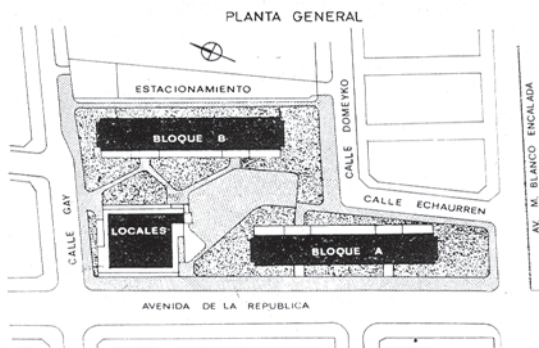 PLANTA GENERAL
ESTACIONAMIENTO
BLOQUE B
CALLE DOMEYKO
AV. M. BLANCO ENCALADA
CALLE ECHAURREN
CALLE GAY
LOCALES
BLOQUE A
AVENIDA DE LA REPUBLICA